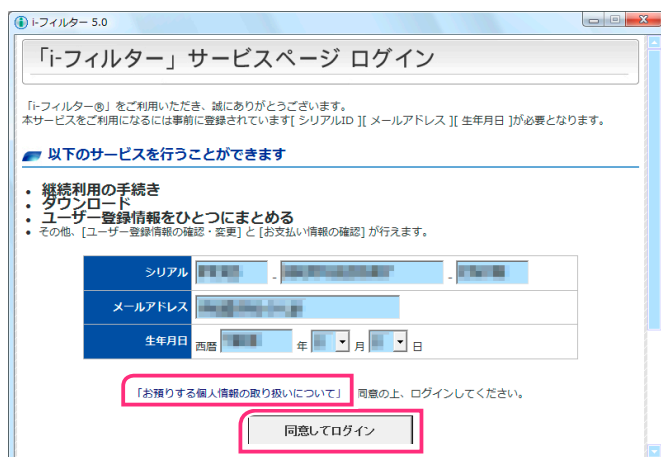 i-フィルター 5.0
「i-フィルター」サービスページ ログイン
「i-フィルター®」をご利用いただき、誠にありがとうございます。
本サービスをご利用になるには事前に登録されています[ シリアルID ][ メールアドレス ][ 生年月日 ]が必要となります。
以下のサービスを行うことができます
• 継続利用の手続き
• ダウンロード
• ユーザー登録情報をひとつにまとめる
• その他、[ユーザー登録情報の確認・変更] と [お支払い情報の確認] が行えます。
シリアル - -
メールアドレス
生年月日 西暦 年 月 日
「お預りする個人情報の取り扱いについて」 同意の上、ログインしてください。
同意してログイン